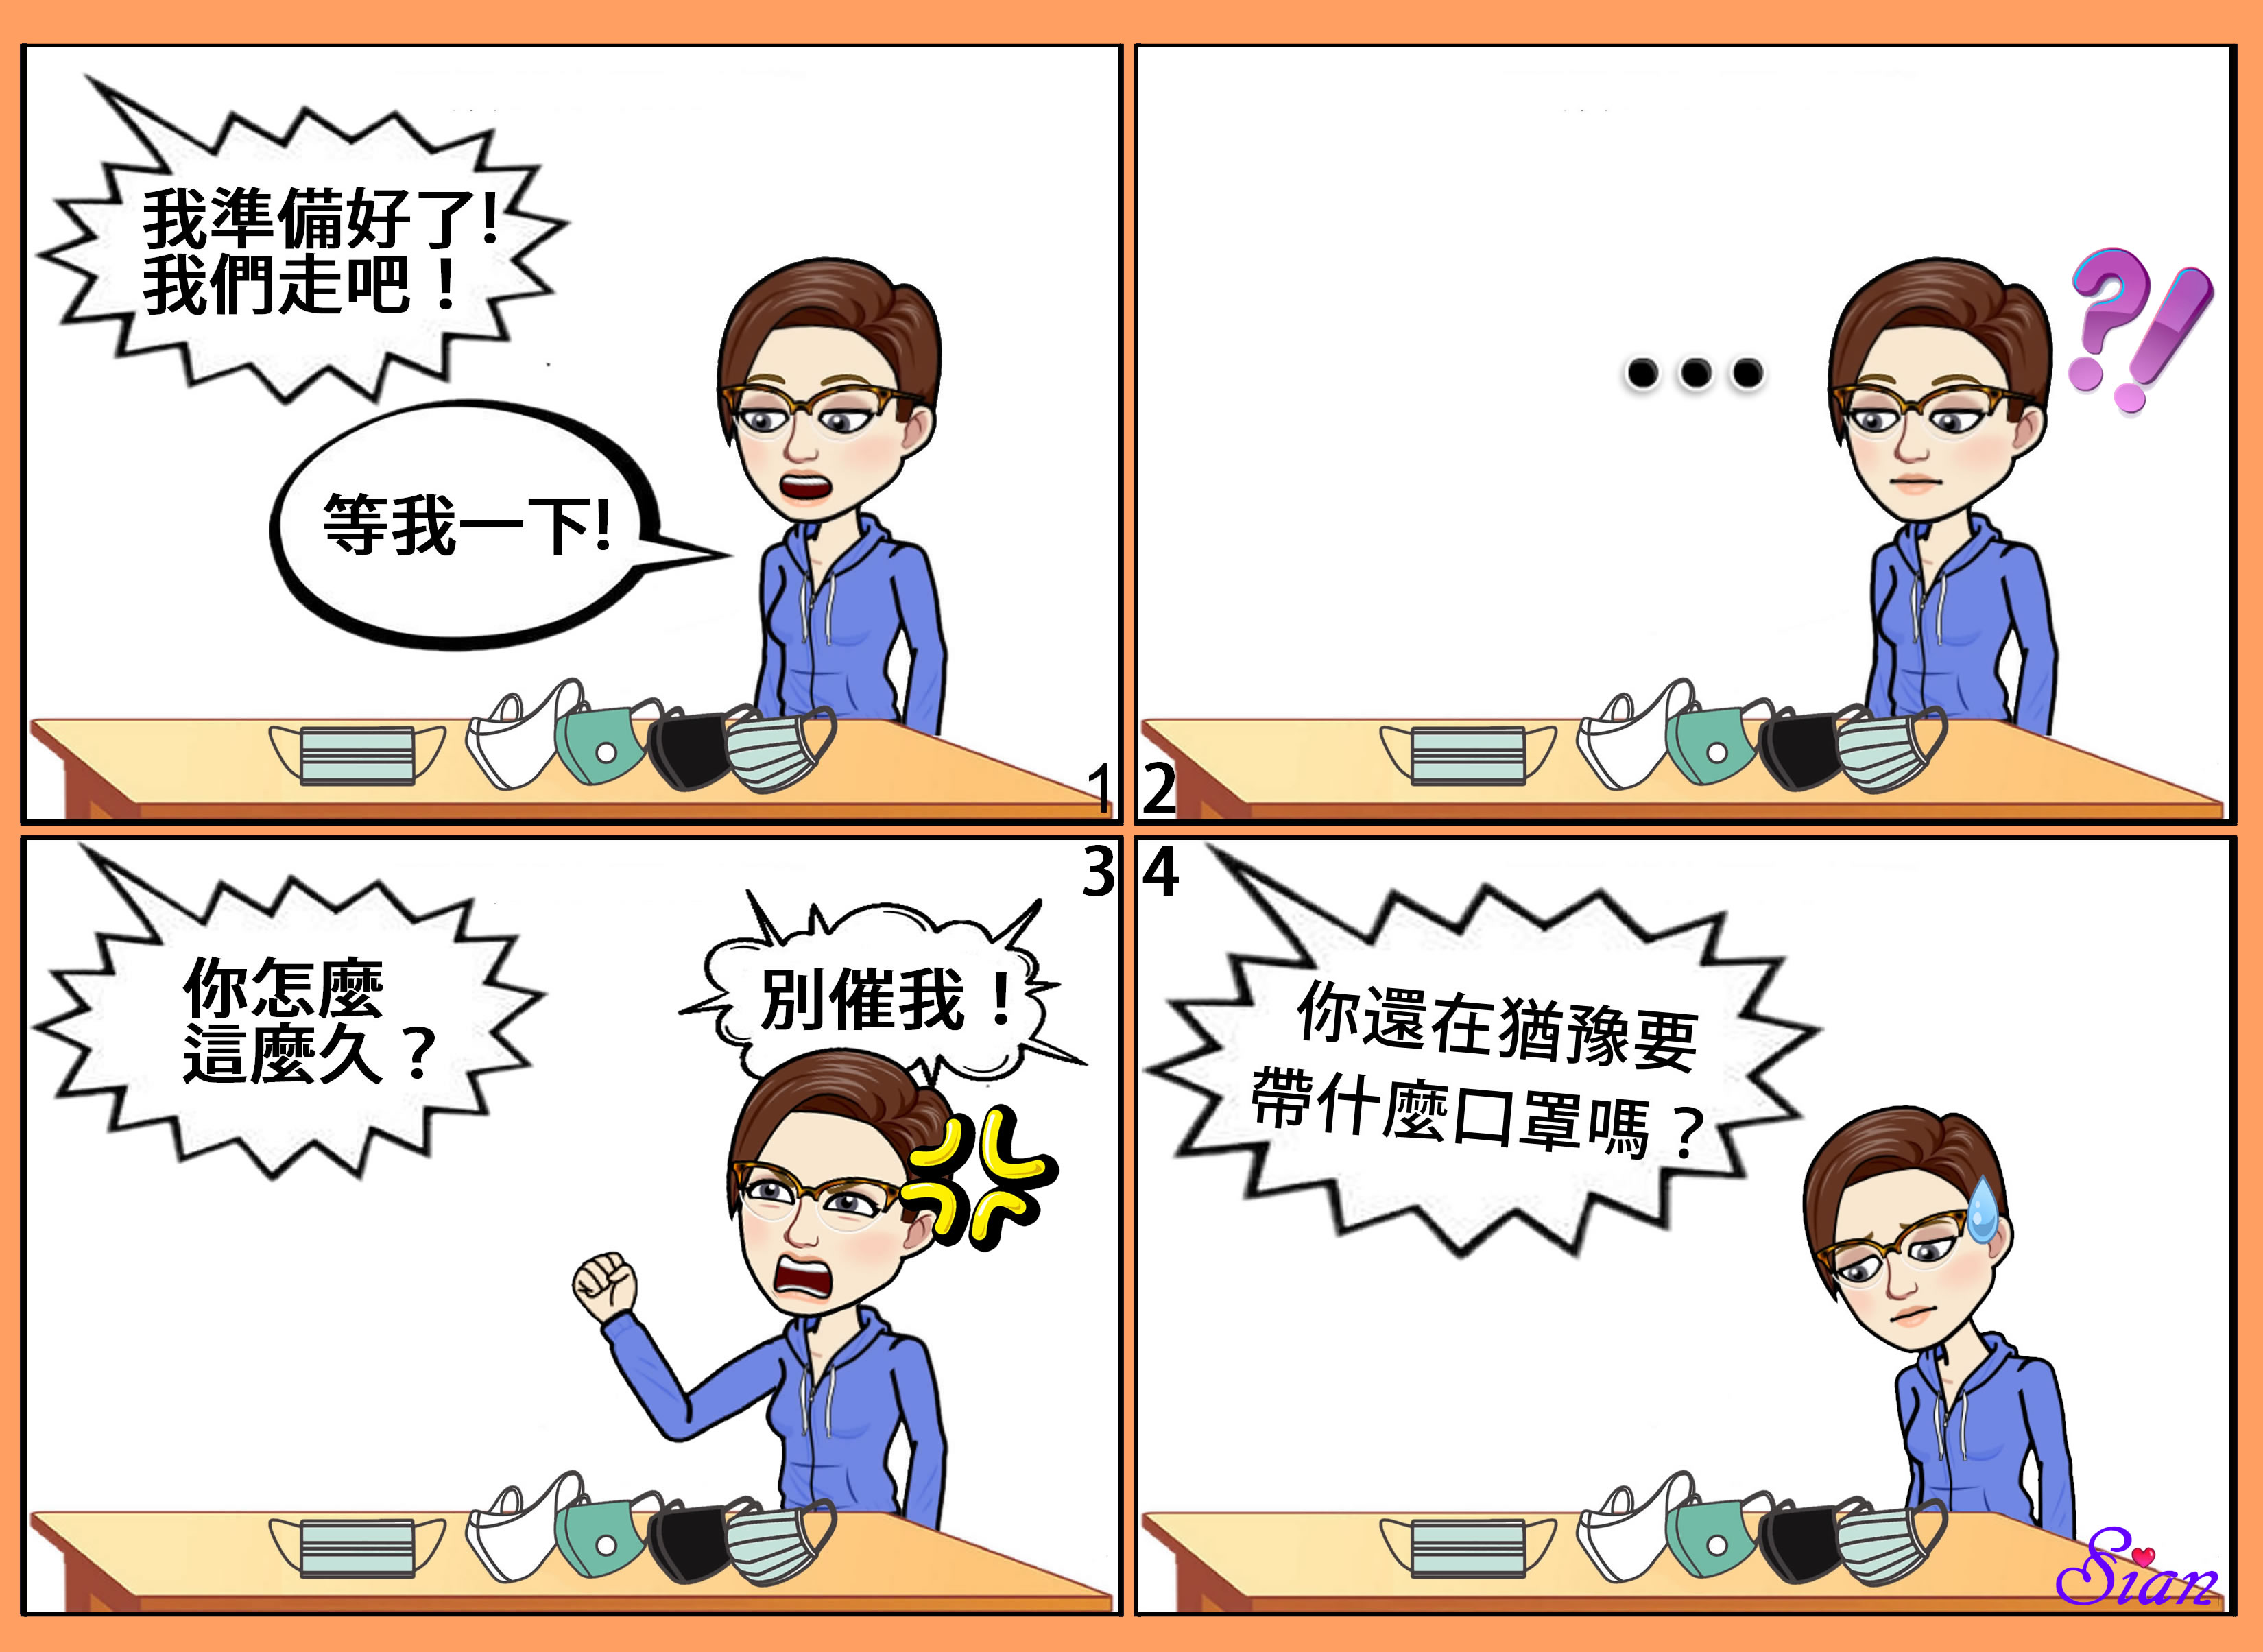 我準備好了!
我們走吧！
等我一下!
1
...
?!
2
3
你怎麼
這麼久？
別催我！
4
你還在猶豫要
帶什麼口罩嗎？
Sian